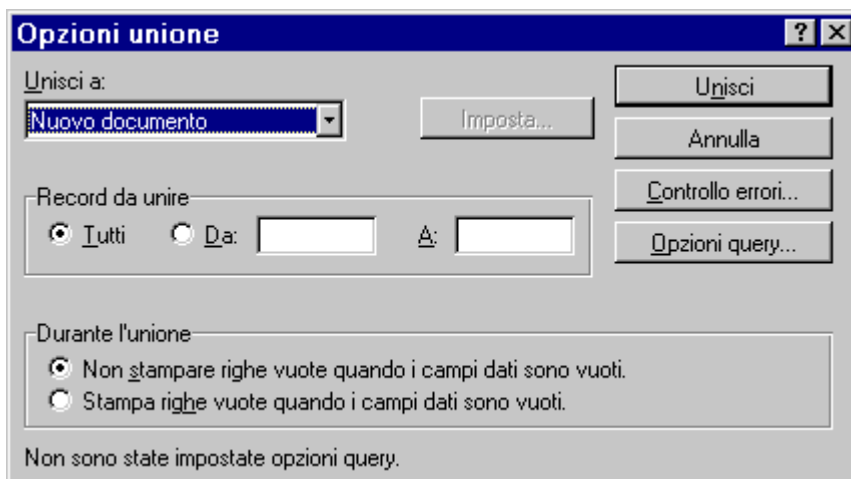 Opzioni unione
Unisci a:
Nuovo documento
Imposta...
Unisci
Annulla
Controllo errori...
Opzioni query...
Record da unire
Tutti Da: A:
Durante l'unione
Non stampare righe vuote quando i campi dati sono vuoti.
Stampa righe vuote quando i campi dati sono vuoti.
Non sono state impostate opzioni query.